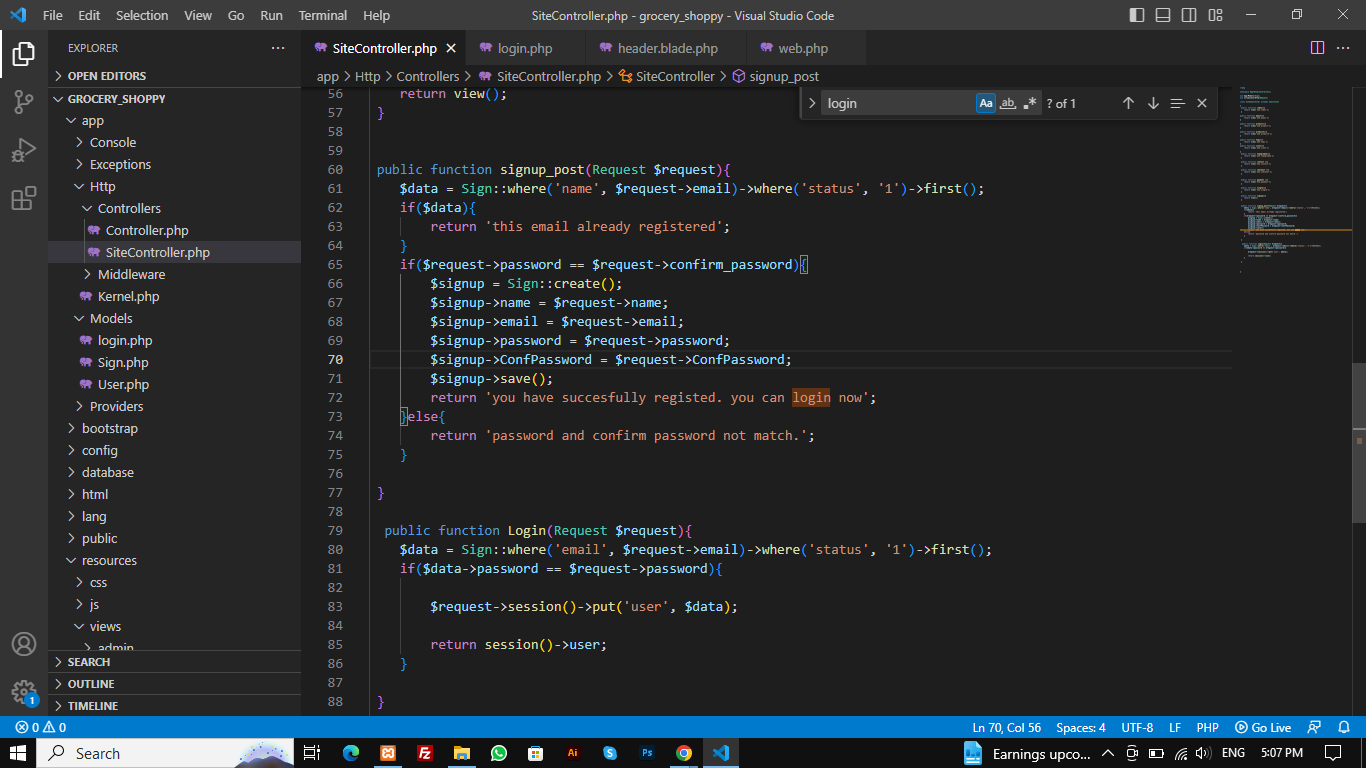 File Edit Selection View Go Run Terminal Help SiteController.php - grocery_shoppy - Visual Studio Code
EXPLORER
OPEN EDITORS
GROCERY_SHOPPY
app
Console
Exceptions
Http
Controllers
Controller.php
SiteController.php
Middleware
Kernel.php
Models
login.php
Sign.php
User.php
Providers
bootstrap
config
database
html
lang
public
resources
css
js
views
admin
SEARCH
OUTLINE
TIMELINE
1
SiteController.php login.php header.blade.php web.php
app > Http > Controllers > SiteController.php > SiteController > signup_post
login Aa ab .* ? of 1
56 return view();
57 }
58
59
60 public function signup_post(Request $request){
61 $data = Sign::where('name', $request->email)->where('status', '1')->first();
62 if($data){
63 return 'this email already registered';
64 }
65 if($request->password == $request->confirm_password){
66 $signup = Sign::create();
67 $signup->name = $request->name;
68 $signup->email = $request->email;
69 $signup->password = $request->password;
70 $signup->ConfPassword = $request->ConfPassword;
71 $signup->save();
72 return 'you have succesfully registed. you can login now';
73 }else{
74 return 'password and confirm password not match.';
75 }
76
77 }
78
79 public function Login(Request $request){
80 $data = Sign::where('email', $request->email)->where('status', '1')->first();
81 if($data->password == $request->password){
82
83 $request->session()->put('user', $data);
84
85 return session()->user;
86 }
87
88 }
0 0 Ln 70, Col 56 Spaces: 4 UTF-8 LF PHP Go Live
Search Fz Ai S Ps Earnings upco... ENG 5:07 PM